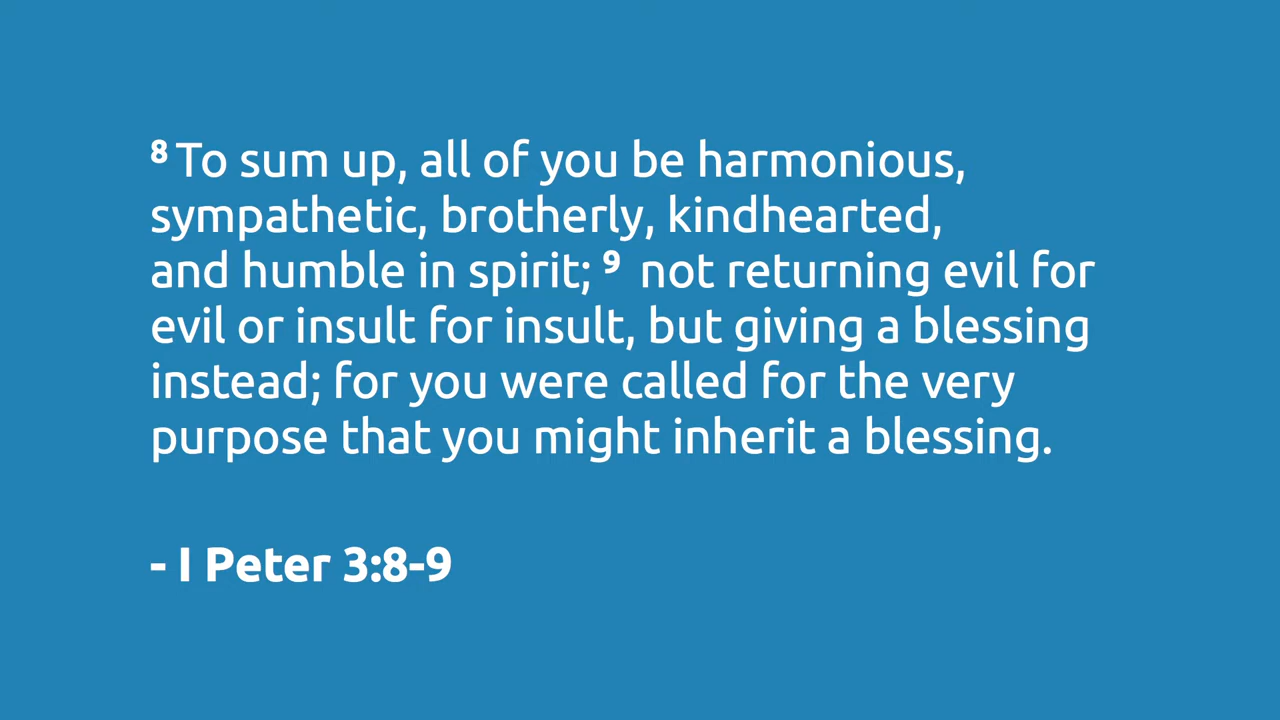 8 To sum up, all of you be harmonious,
sympathetic, brotherly, kindhearted,
and humble in spirit; 9 not returning evil for
evil or insult for insult, but giving a blessing
instead; for you were called for the very
purpose that you might inherit a blessing.
- I Peter 3:8-9